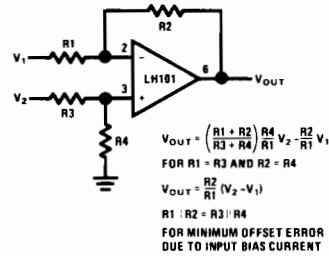 R2
R1
V1
2
−
LH101
6
VOUT
V2
R3
3
+
R4
VOUT = (R1 + R2 / R3 + R4) R4/R1 V2 - R2/R1 V1
FOR R1 = R3 AND R2 = R4
VOUT = R2/R1 (V2 - V1)
R1 | R2 = R3 | R4
FOR MINIMUM OFFSET ERROR
DUE TO INPUT BIAS CURRENT